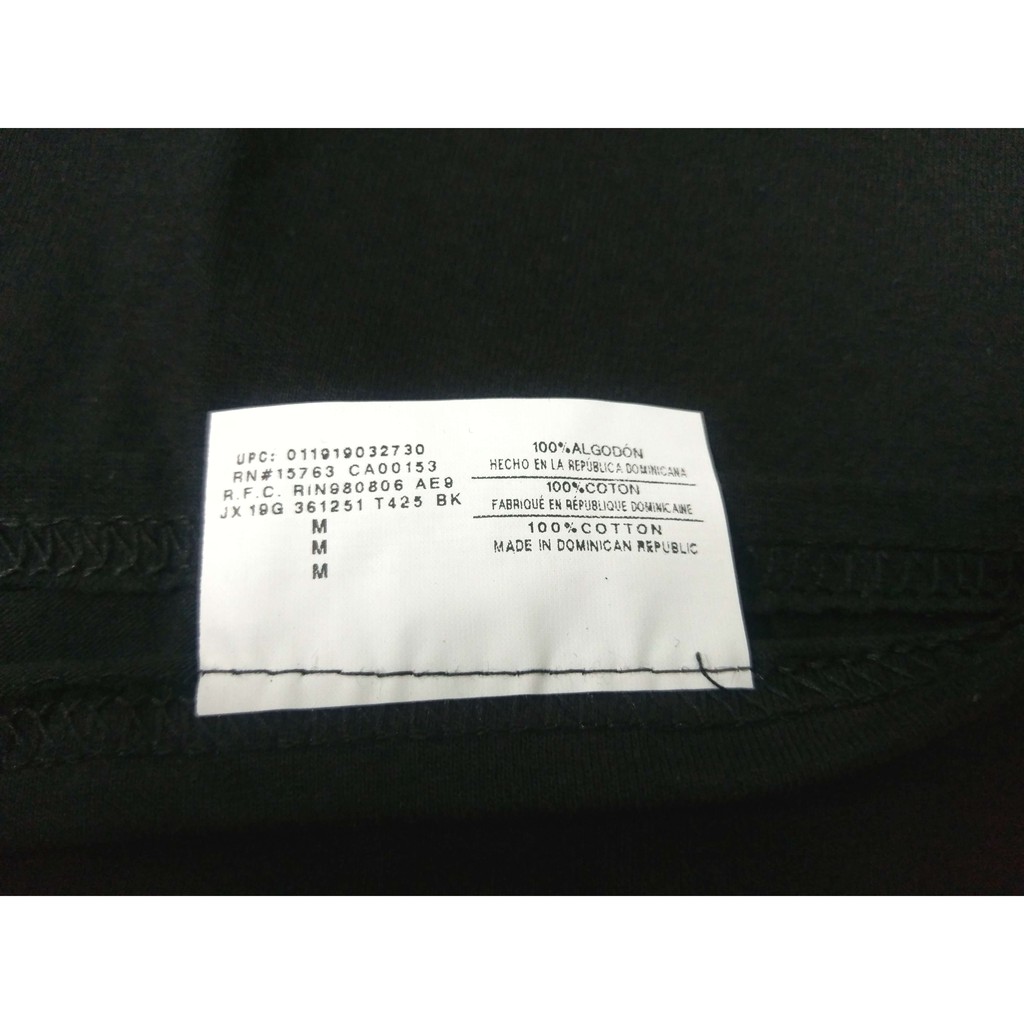 UPC: 011919032730
RN#15763 CA00153
R.F.C. RIN980806 AE9
JX 19G 361251 T425 BK
M
M
M
100%ALGODÓN
HECHO EN LA REPÚBLICA DOMINICANA
100%COTON
FABRIQUÉ EN RÉPUBLIQUE DOMINICAINE
100%COTTON
MADE IN DOMINICAN REPUBLIC